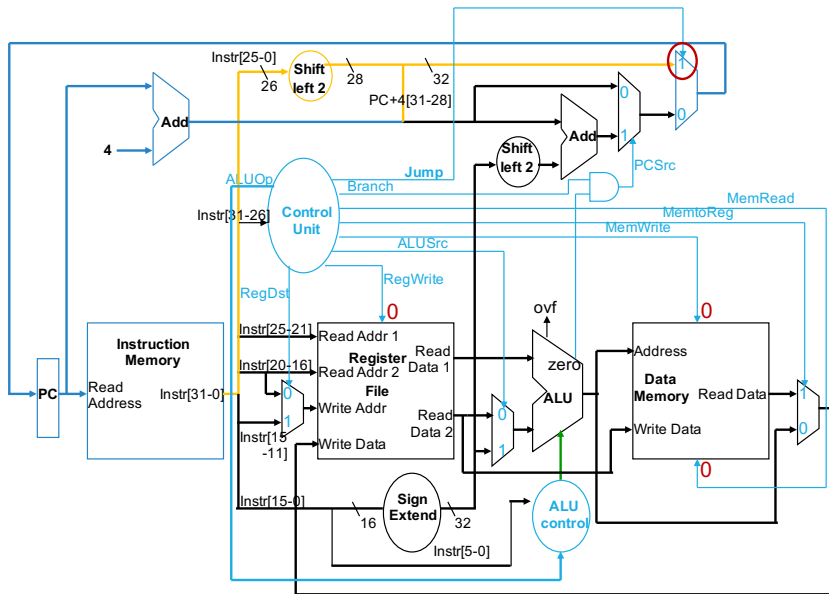 Instr[25-0]
Shift
left 2
26
28
32
1
PC+4[31-28]
Add
4
0
1
0
Shift
left 2
Add
ALUOp
Jump
Branch
PCSrc
Instr[31-26]
Control
Unit
MemRead
MemtoReg
MemWrite
ALUSrc
RegDst
RegWrite
0
ovf
0
Instruction
Memory
PC
Read
Address
Instr[31-0]
Instr[25-21]
Instr[20-16]
0
1
Instr[15
-11]
Read Addr 1
Register
Read Addr 2
File
Write Addr
Write Data
Read
Data 1
Read
Data 2
0
1
zero
ALU
Address
Data
Memory
Read Data
Write Data
1
0
0
Instr[15-0]
16
Sign
Extend
32
Instr[5-0]
ALU
control